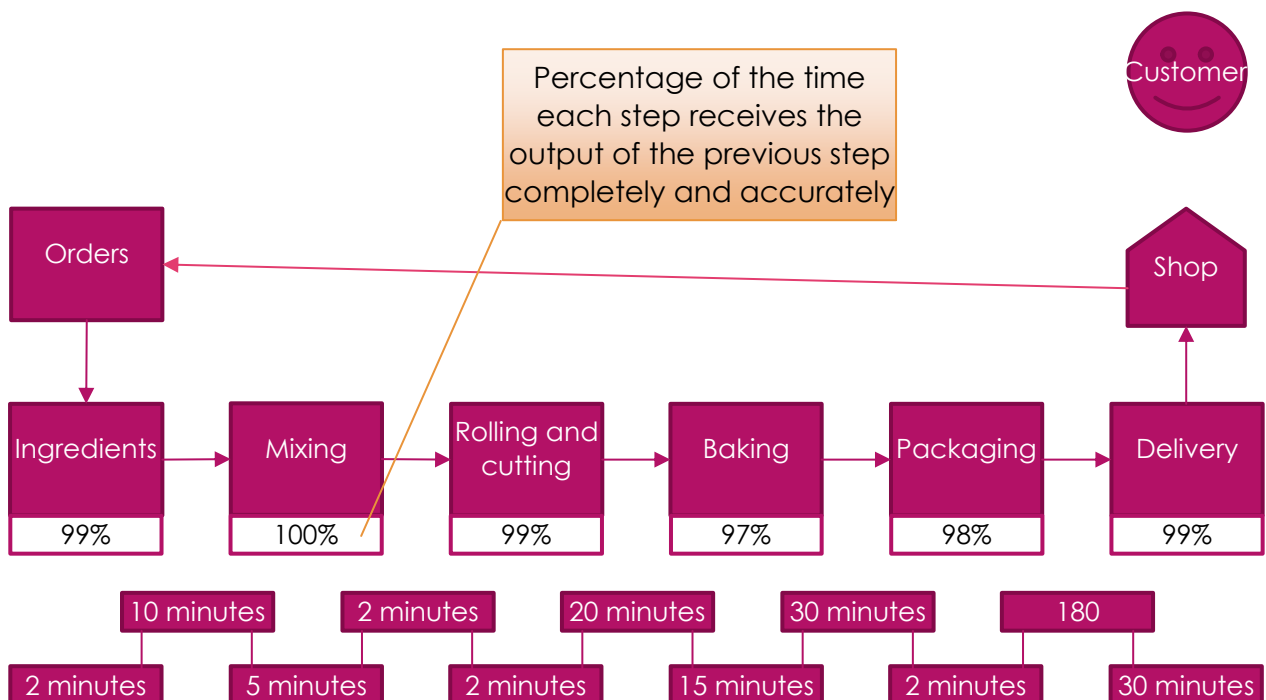 Customer
Percentage of the time
each step receives the
output of the previous step
completely and accurately
Orders
Shop
Ingredients
Mixing
Rolling and
cutting
Baking
Packaging
Delivery
99%
100%
99%
97%
98%
99%
10 minutes
2 minutes
20 minutes
30 minutes
180
2 minutes
5 minutes
2 minutes
15 minutes
2 minutes
30 minutes